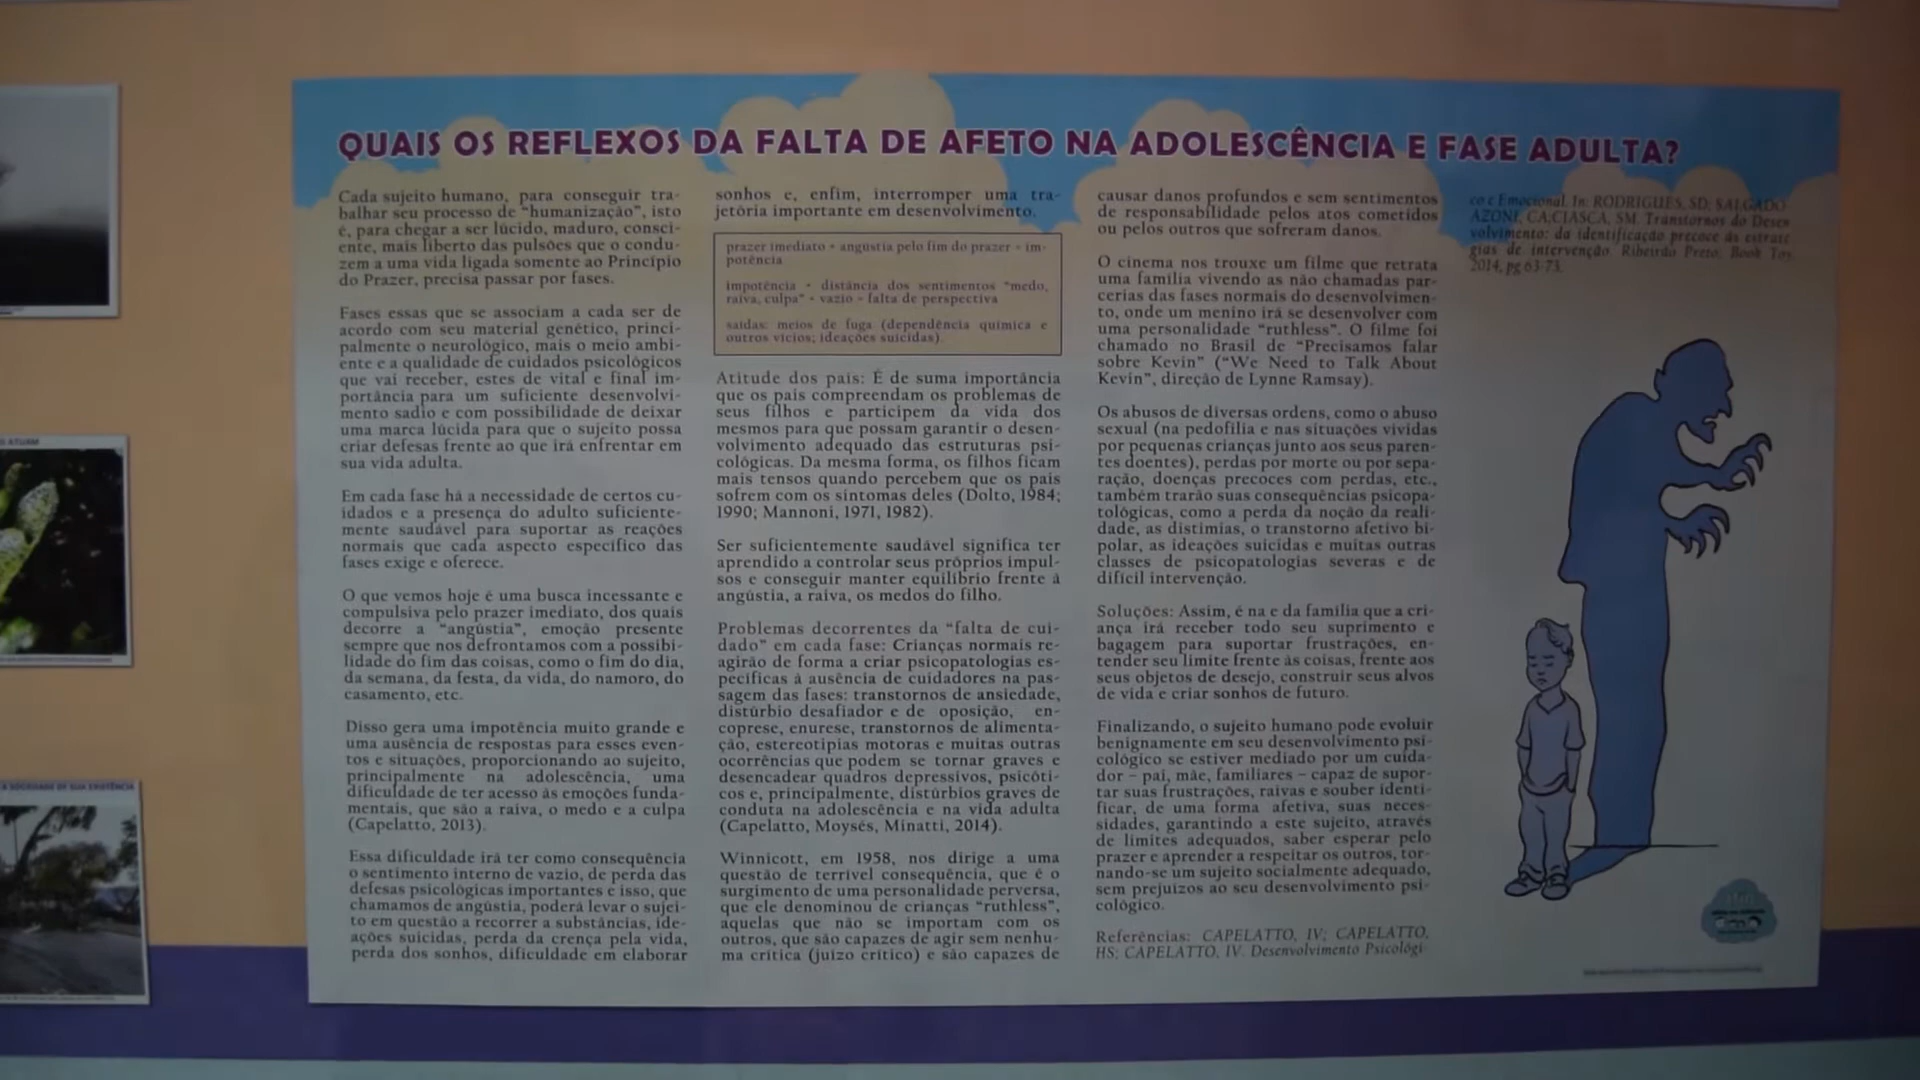 QUAIS OS REFLEXOS DA FALTA DE AFETO NA ADOLESCÊNCIA E FASE ADULTA?
Cada sujeito humano, para conseguir tra-
balhar seu processo de "humanização", isto
é, para chegar a ser lúcido, maduro, consci-
ente, mais liberto das pulsões que o condu-
zem a uma vida ligada somente ao Princípio
do Prazer, precisa passar por fases.
Fases essas que se associam a cada ser de
acordo com seu material genético, princi-
palmente o neurológico, mais o meio ambi-
ente e a qualidade de cuidados psicológicos
que vai receber, estes de vital e final im-
portância para um suficiente desenvolvi-
mento sadio e com possibilidade de deixar
uma marca lúcida para que o sujeito possa
criar defesas frente ao que irá enfrentar em
sua vida adulta.
Em cada fase há a necessidade de certos cu-
idados e a presença do adulto suficiente-
mente saudável para suportar as reações
normais que cada aspecto específico das
fases exige e oferece.
O que vemos hoje é uma busca incessante e
compulsiva pelo prazer imediato, dos quais
decorre a "angústia", emoção presente
sempre que nos defrontamos com a possibi-
lidade do fim das coisas, como o fim do dia,
da semana, da festa, da vida, do namoro, do
casamento, etc.
Disso gera uma impotência muito grande e
uma ausência de respostas para esses even-
tos e situações, proporcionando ao sujeito,
principalmente na adolescência, uma
dificuldade de ter acesso às emoções funda-
mentais, que são a raiva, o medo e a culpa
(Capelatto, 2013).
Essa dificuldade irá ter como consequência
o sentimento interno de vazio, de perda das
defesas psicológicas importantes e isso, que
chamamos de angústia, poderá levar o sujei-
to em questão a recorrer a substâncias, ide-
ações suicidas, perda da crença pela vida,
perda dos sonhos, dificuldade em elaborar
sonhos e, enfim, interromper uma tra-
jetória importante em desenvolvimento.
prazer imediato + angústia pelo fim do prazer = im-
potência
impotência + distância dos sentimentos "medo,
raiva, culpa" + vazio = falta de perspectiva
saídas: meios de fuga (dependência química e
outros vícios; ideações suicidas).
Atitude dos pais: É de suma importância
que os pais compreendam os problemas de
seus filhos e participem da vida dos
mesmos para que possam garantir o desen-
volvimento adequado das estruturas psi-
cológicas. Da mesma forma, os filhos ficam
mais tensos quando percebem que os pais
sofrem com os sintomas deles (Dolto, 1984;
1990; Mannoni, 1971, 1982).
Ser suficientemente saudável significa ter
aprendido a controlar seus próprios impul-
sos e conseguir manter equilíbrio frente à
angústia, a raiva, os medos do filho.
Problemas decorrentes da "falta de cui-
dado" em cada fase: Crianças normais re-
agirão de forma a criar psicopatologias es-
pecíficas à ausência de cuidadores na pas-
sagem das fases: transtornos de ansiedade,
distúrbio desafiador e de oposição, en-
coprese, enurese, transtornos de alimenta-
ção, estereotipias motoras e muitas outras
ocorrências que podem se tornar graves e
desencadear quadros depressivos, psicóti-
cos e, principalmente, distúrbios graves de
conduta na adolescência e na vida adulta
(Capelatto, Moysés, Minatti, 2014).
Winnicott, em 1958, nos dirige a uma
questão de terrível consequência, que é o
surgimento de uma personalidade perversa,
que ele denominou de crianças "ruthless",
aquelas que não se importam com os
outros, que são capazes de agir sem nenhu-
ma crítica (juízo crítico) e são capazes de
causar danos profundos e sem sentimentos
de responsabilidade pelos atos cometidos
ou pelos outros que sofreram danos.
O cinema nos trouxe um filme que retrata
uma família vivendo as não chamadas par-
cerias das fases normais do desenvolvimen-
to, onde um menino irá se desenvolver com
uma personalidade "ruthless". O filme foi
chamado no Brasil de "Precisamos falar
sobre Kevin" ("We Need to Talk About
Kevin", direção de Lynne Ramsay).
Os abusos de diversas ordens, como o abuso
sexual (na pedofilia e nas situações vividas
por pequenas crianças junto aos seus paren-
tes doentes), perdas por morte ou por sepa-
ração, doenças precoces com perdas, etc.,
também trarão suas consequências psicopa-
tológicas, como a perda da noção da reali-
dade, as distimias, o transtorno afetivo bi-
polar, as ideações suicidas e muitas outras
classes de psicopatologias severas e de
difícil intervenção.
Soluções: Assim, é na e da família que a cri-
ança irá receber todo seu suprimento e
bagagem para suportar frustrações, en-
tender seu limite frente às coisas, frente aos
seus objetos de desejo, construir seus alvos
de vida e criar sonhos de futuro.
Finalizando, o sujeito humano pode evoluir
benignamente em seu desenvolvimento psi-
cológico se estiver mediado por um cuida-
dor – pai, mãe, familiares – capaz de supor-
tar suas frustrações, raivas e souber identi-
ficar, de uma forma afetiva, suas neces-
sidades, garantindo a este sujeito, através
de limites adequados, saber esperar pelo
prazer e aprender a respeitar os outros, tor-
nando-se um sujeito socialmente adequado,
sem prejuízos ao seu desenvolvimento psi-
cológico.
Referências: CAPELATTO, IV; CAPELATTO,
HS; CAPELATTO, IV. Desenvolvimento Psicológi-
co e Emocional. In: RODRIGUES, SD; SALGADO-
AZONI, CA; CIASCA, SM. Transtornos do Desen-
volvimento: da identificação precoce às estraté-
gias de intervenção. Ribeirão Preto: Book Toy,
2014, pg 63-73.
ATUAM
A SOCIEDADE DE SUA EXISTÊNCIA